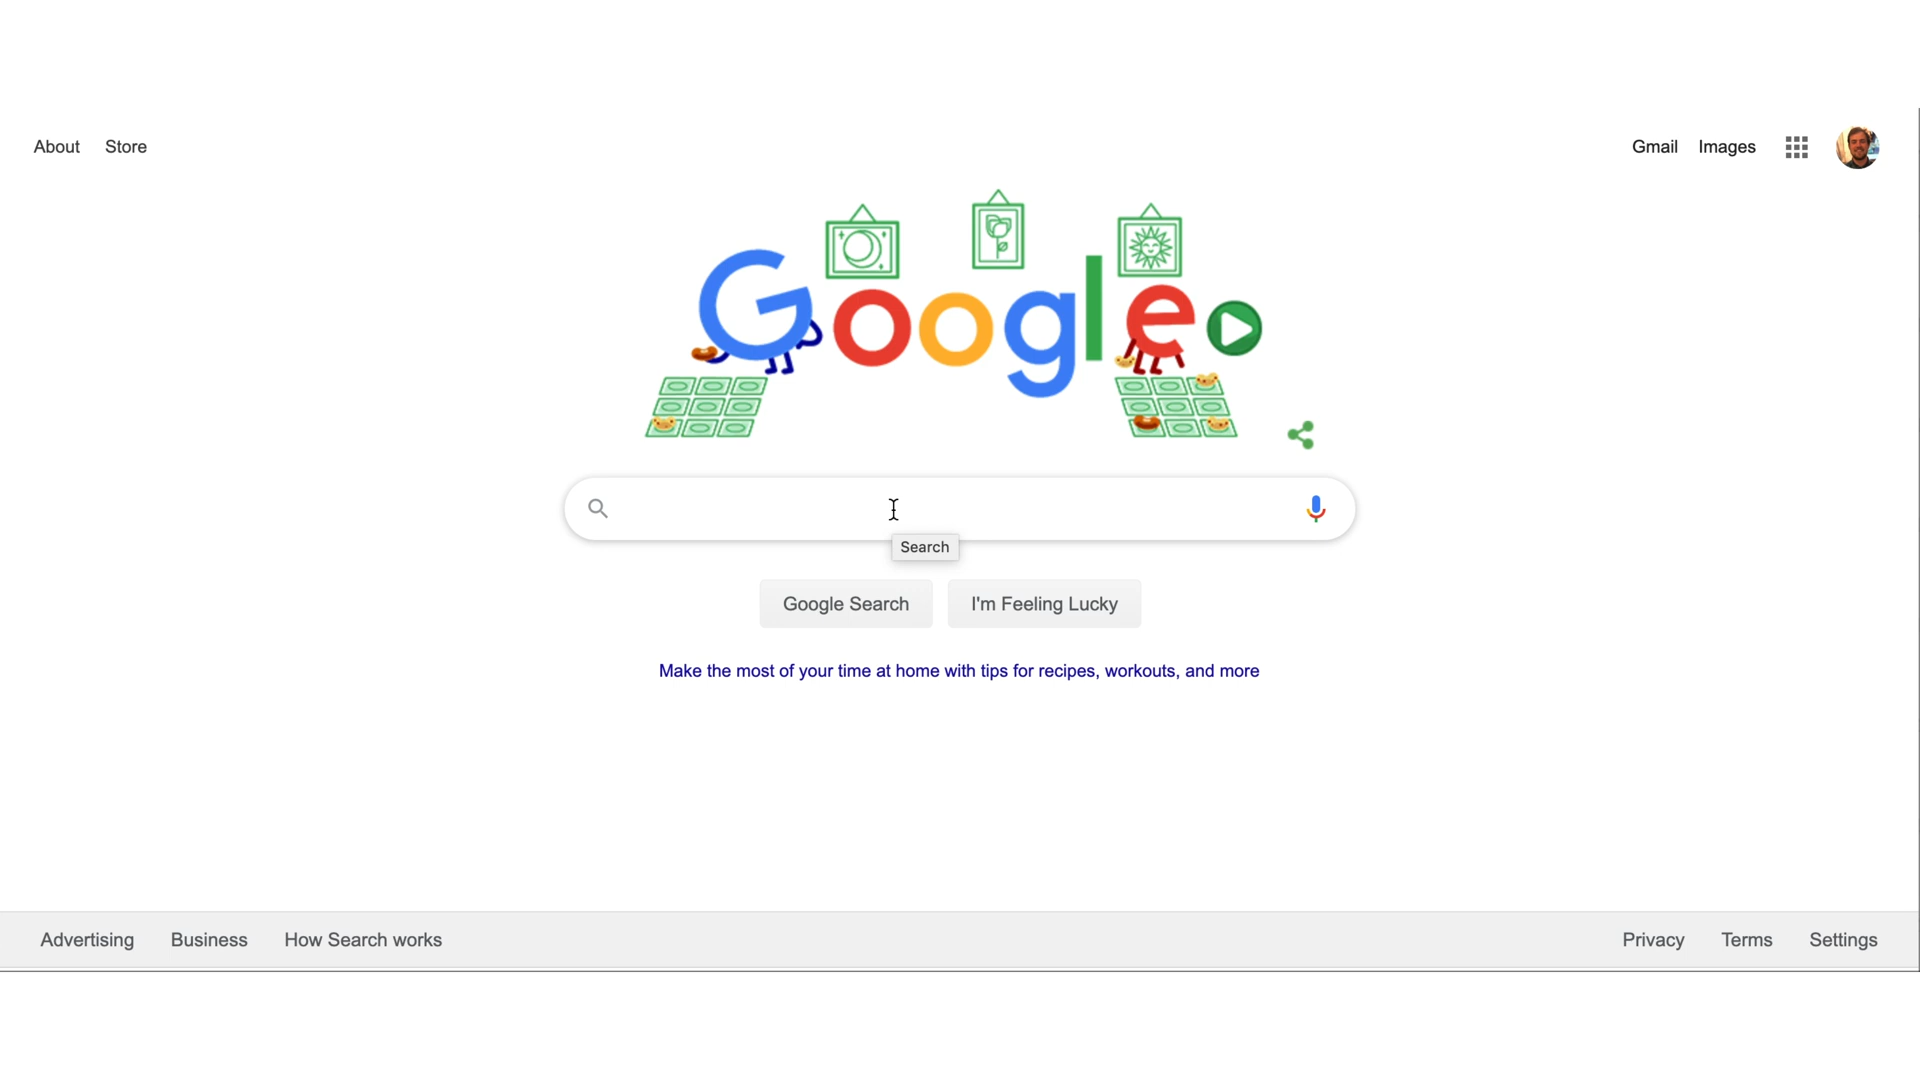 About Store
Gmail Images
Google
Search
Google Search I'm Feeling Lucky
Make the most of your time at home with tips for recipes, workouts, and more
Advertising Business How Search works
Privacy Terms Settings